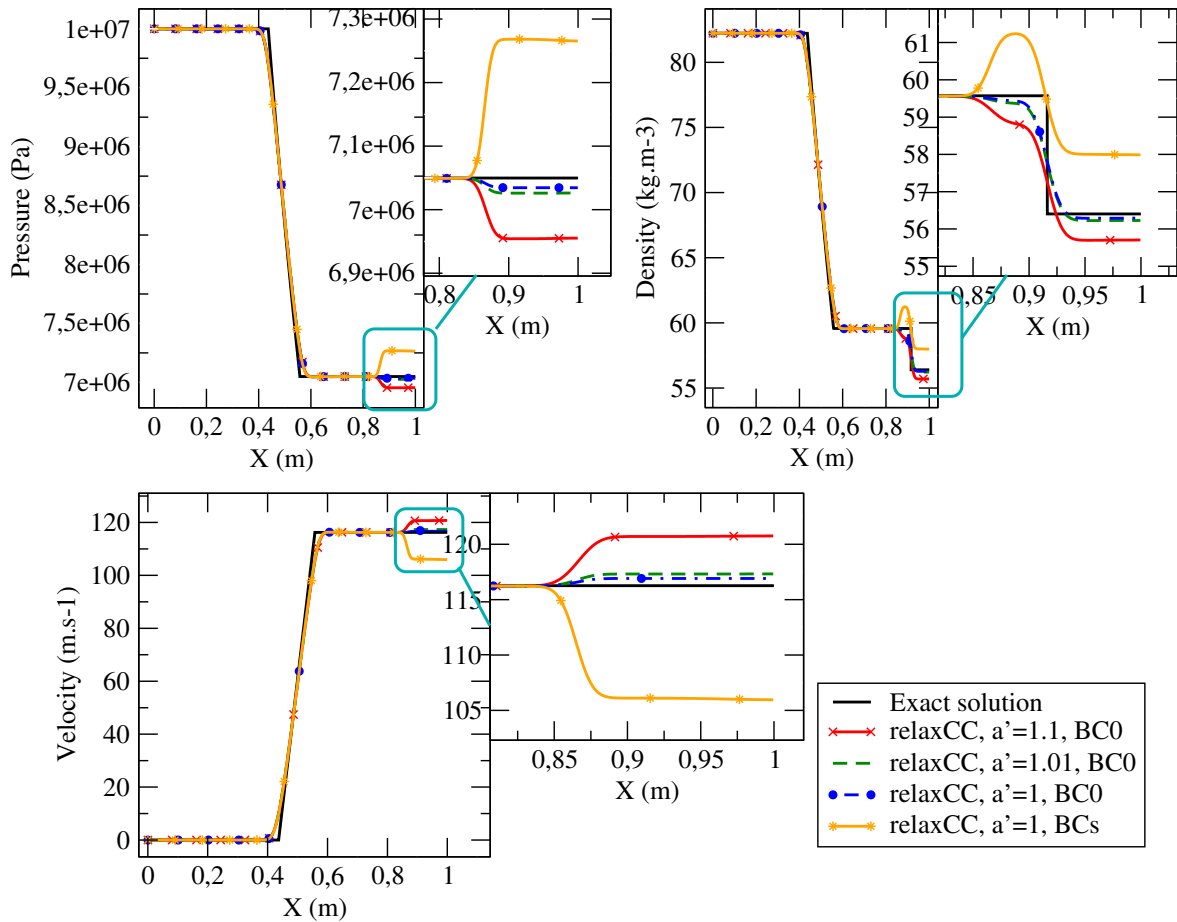 1e+07
9,5e+06
9e+06
8,5e+06
8e+06
7,5e+06
7e+06
Pressure (Pa)
0 0,2 0,4 0,6 0,8 1
X (m)
7,3e+06
7,2e+06
7,1e+06
7e+06
6,9e+06
0,8 0,9 1
X (m)
80
75
70
65
60
55
Density (kg.m-3)
0 0,2 0,4 0,6 0,8 1
X (m)
61
60
59
58
57
56
55
0,85 0,9 0,95 1
X (m)
120
100
80
60
40
20
0
Velocity (m.s-1)
0 0,2 0,4 0,6 0,8 1
X (m)
120
115
110
105
0,85 0,9 0,95 1
X (m)
Exact solution
relaxCC, a'=1.1, BC0
relaxCC, a'=1.01, BC0
relaxCC, a'=1, BC0
relaxCC, a'=1, BCs